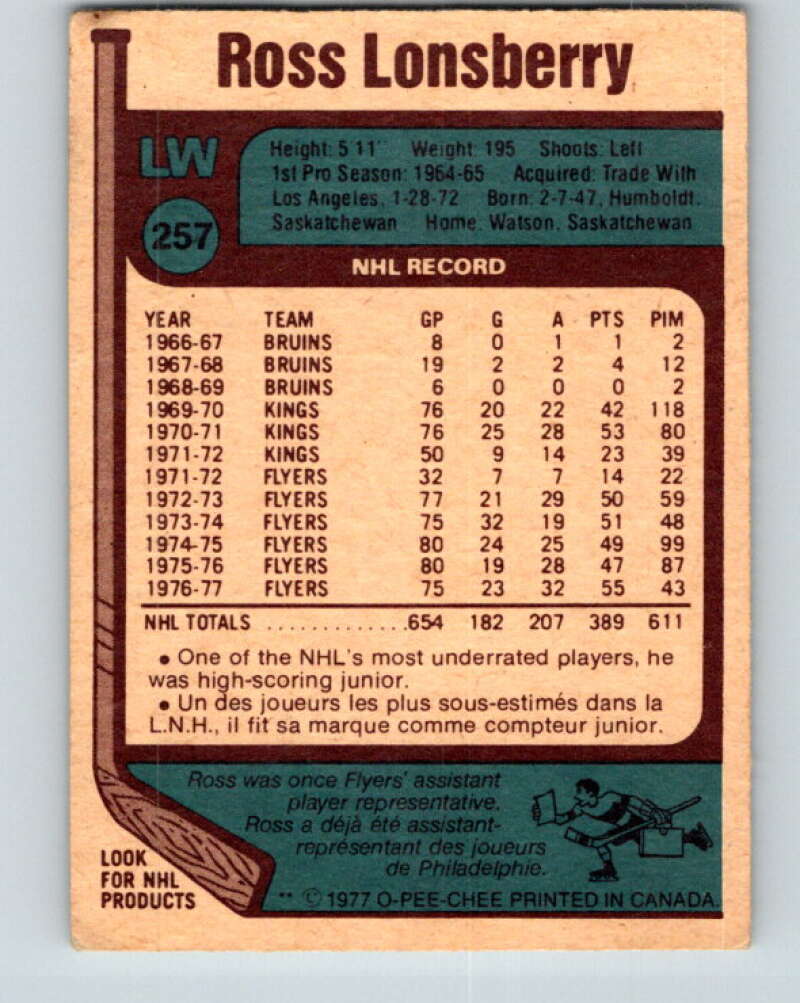 Ross Lonsberry
LW
257
Height: 5'11" Weight: 195 Shoots: Left
1st Pro Season: 1964-65 Acquired: Trade With
Los Angeles, 1-28-72 Born: 2-7-47, Humboldt,
Saskatchewan Home: Watson, Saskatchewan
NHL RECORD
YEAR TEAM GP G A PTS PIM
1966-67 BRUINS 8 0 1 1 2
1967-68 BRUINS 19 2 2 4 12
1968-69 BRUINS 6 0 0 0 2
1969-70 KINGS 76 20 22 42 118
1970-71 KINGS 76 25 28 53 80
1971-72 KINGS 50 9 14 23 39
1971-72 FLYERS 32 7 7 14 22
1972-73 FLYERS 77 21 29 50 59
1973-74 FLYERS 75 32 19 51 48
1974-75 FLYERS 80 24 25 49 99
1975-76 FLYERS 80 19 28 47 87
1976-77 FLYERS 75 23 32 55 43
NHL TOTALS .............654 182 207 389 611
• One of the NHL's most underrated players, he
was high-scoring junior.
• Un des joueurs les plus sous-estimés dans la
L.N.H., il fit sa marque comme compteur junior.
Ross was once Flyers' assistant
player representative.
Ross a déjà été assistant-
représentant des joueurs
de Philadelphie.
LOOK
FOR NHL
PRODUCTS
** © 1977 O-PEE-CHEE PRINTED IN CANADA.